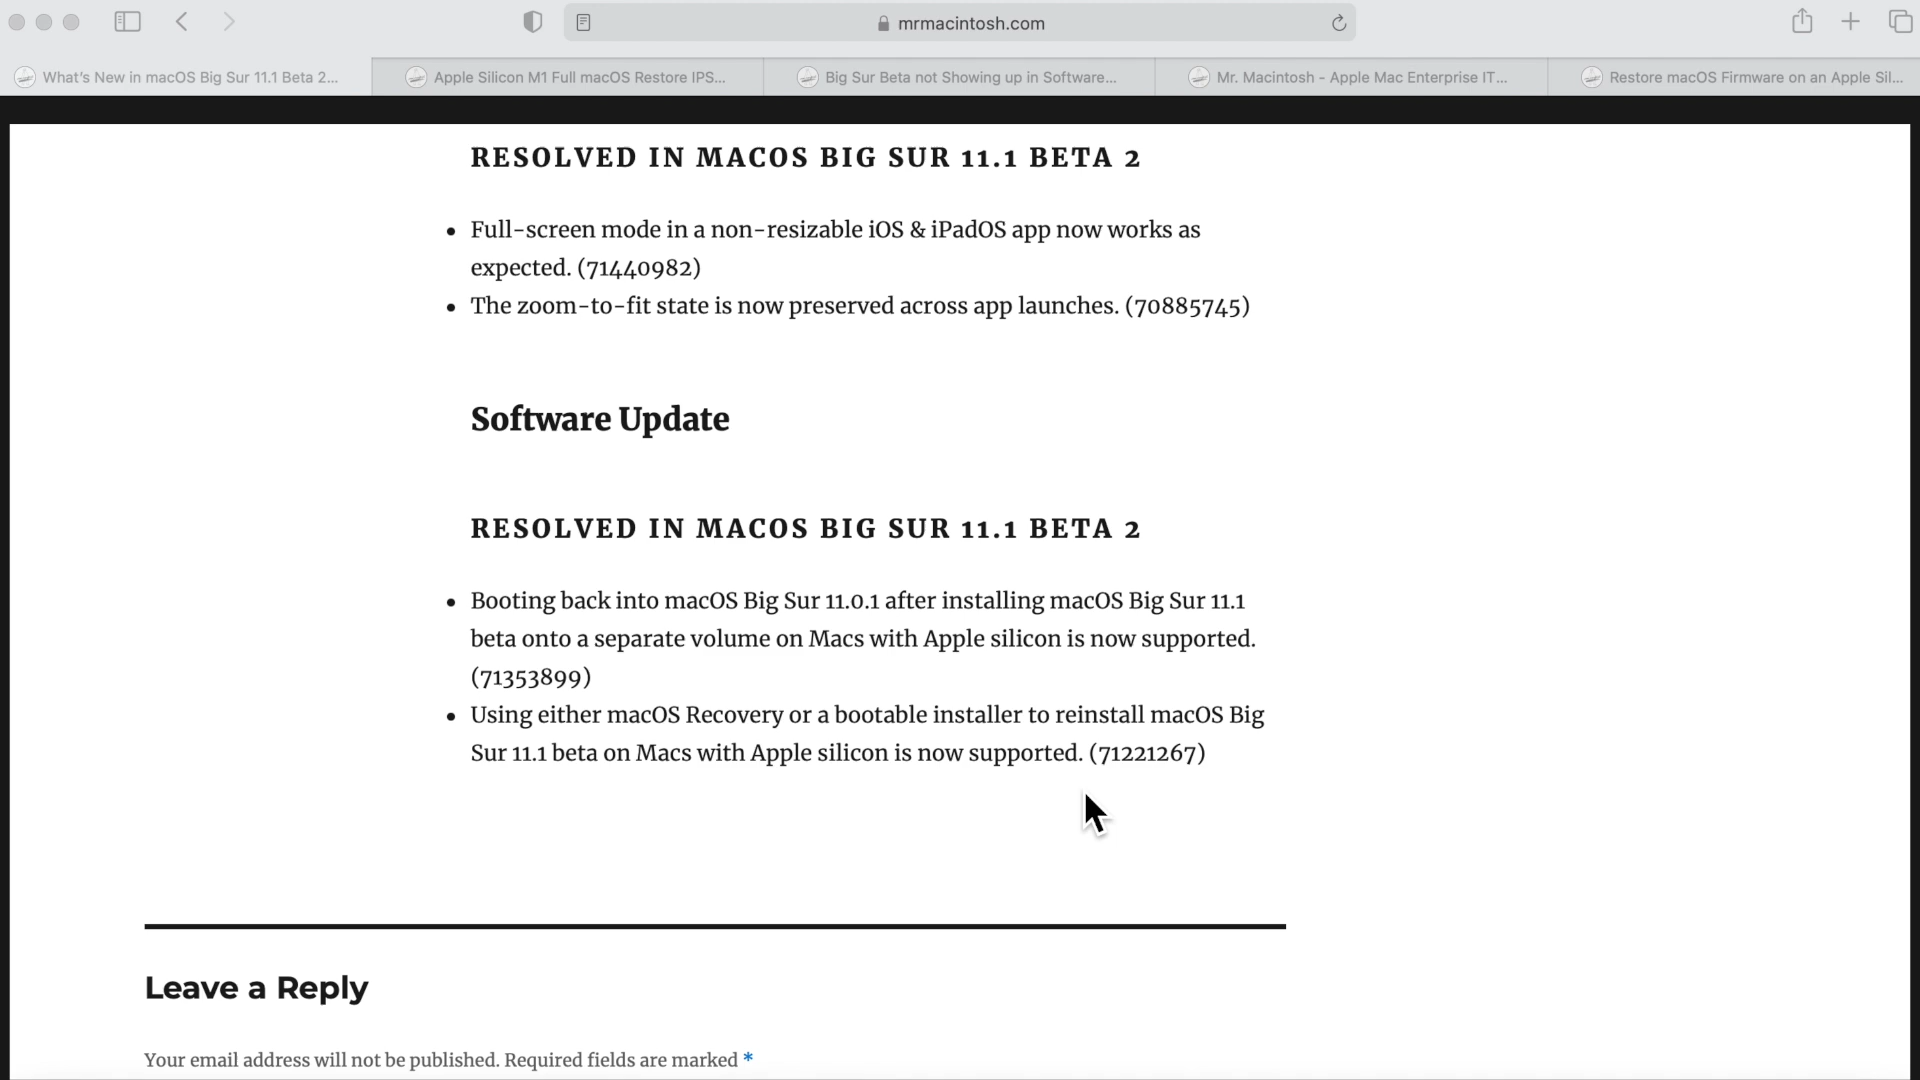 mrmacintosh.com
What's New in macOS Big Sur 11.1 Beta 2...
Apple Silicon M1 Full macOS Restore IPS...
Big Sur Beta not Showing up in Software...
Mr. Macintosh - Apple Mac Enterprise IT...
Restore macOS Firmware on an Apple Sil...
RESOLVED IN MACOS BIG SUR 11.1 BETA 2
• Full-screen mode in a non-resizable iOS & iPadOS app now works as
expected. (71440982)
• The zoom-to-fit state is now preserved across app launches. (70885745)
Software Update
RESOLVED IN MACOS BIG SUR 11.1 BETA 2
• Booting back into macOS Big Sur 11.0.1 after installing macOS Big Sur 11.1
beta onto a separate volume on Macs with Apple silicon is now supported.
(71353899)
• Using either macOS Recovery or a bootable installer to reinstall macOS Big
Sur 11.1 beta on Macs with Apple silicon is now supported. (71221267)
Leave a Reply
Your email address will not be published. Required fields are marked *